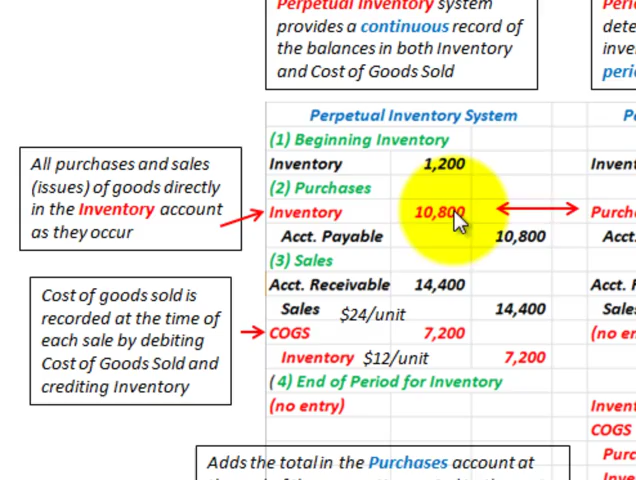 Perpetual Inventory system
provides a continuous record of
the balances in both Inventory
and Cost of Goods Sold
Perpetual Inventory System
(1) Beginning Inventory
Inventory 1,200
(2) Purchases
Inventory 10,800
Acct. Payable 10,800
(3) Sales
Acct. Receivable 14,400
Sales $24/unit 14,400
COGS 7,200
Inventory $12/unit 7,200
(4) End of Period for Inventory
(no entry)
All purchases and sales
(issues) of goods directly
in the Inventory account
as they occur
Cost of goods sold is
recorded at the time of
each sale by debiting
Cost of Goods Sold and
crediting Inventory
Adds the total in the Purchases account at
COGS